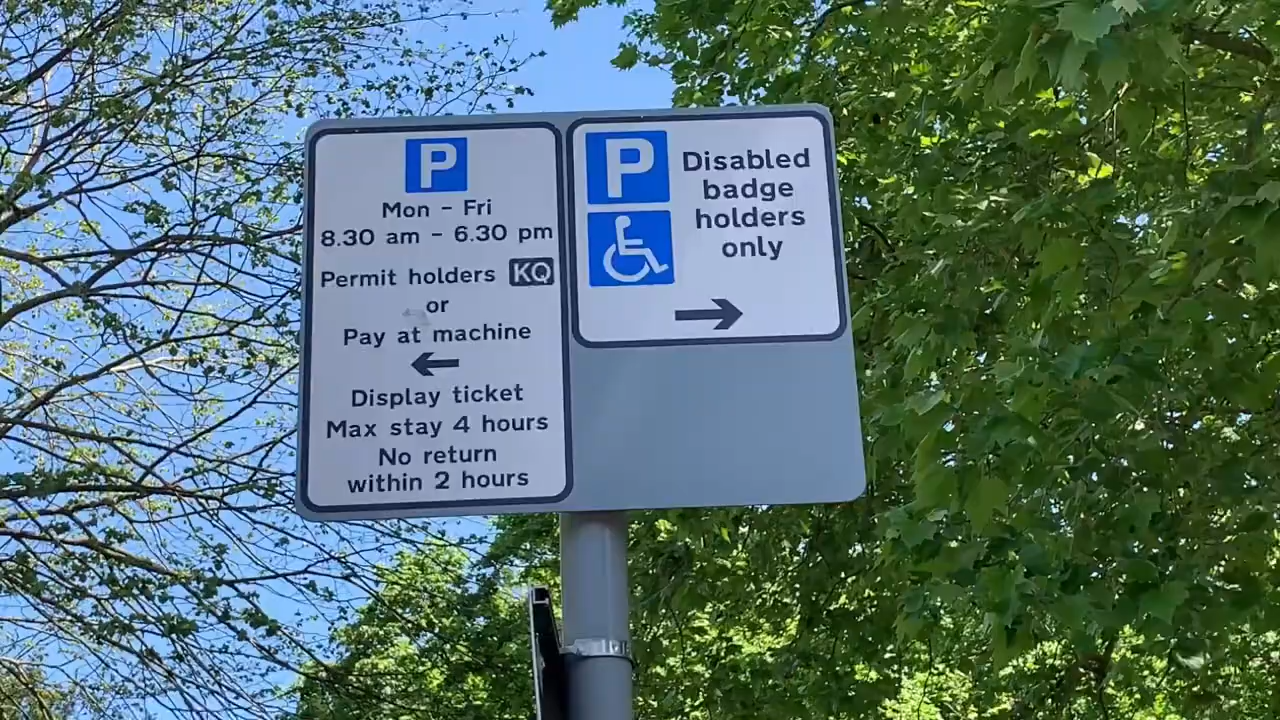 P
Mon - Fri
8.30 am - 6.30 pm
Permit holders KQ
or
Pay at machine
Display ticket
Max stay 4 hours
No return
within 2 hours
P
Disabled
badge
holders
only